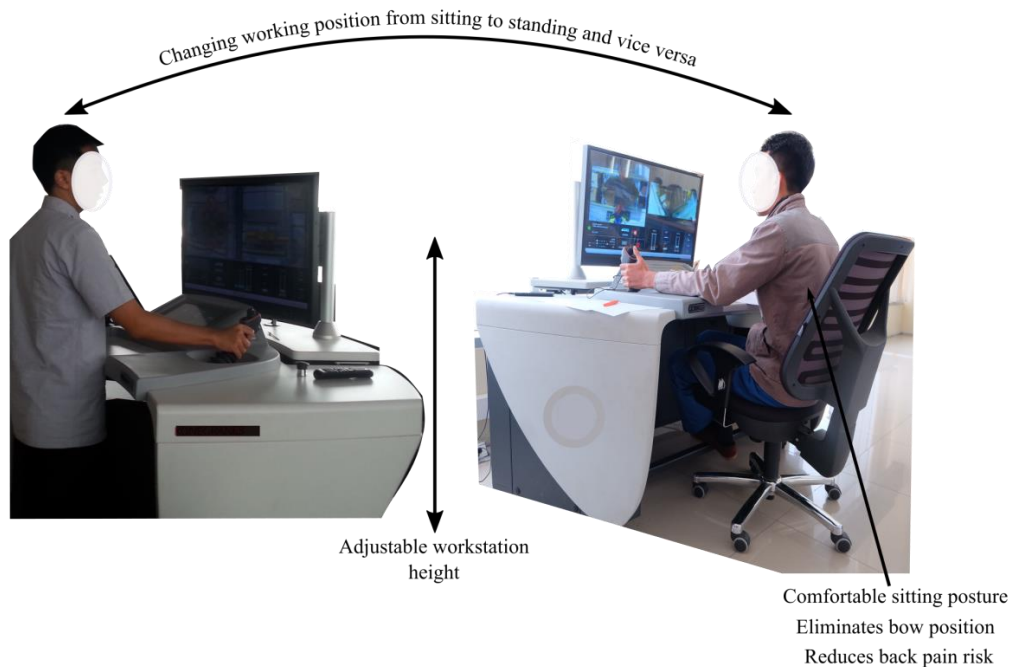 Changing working position from sitting to standing and vice versa
Adjustable workstation
height
Comfortable sitting posture
Eliminates bow position
Reduces back pain risk